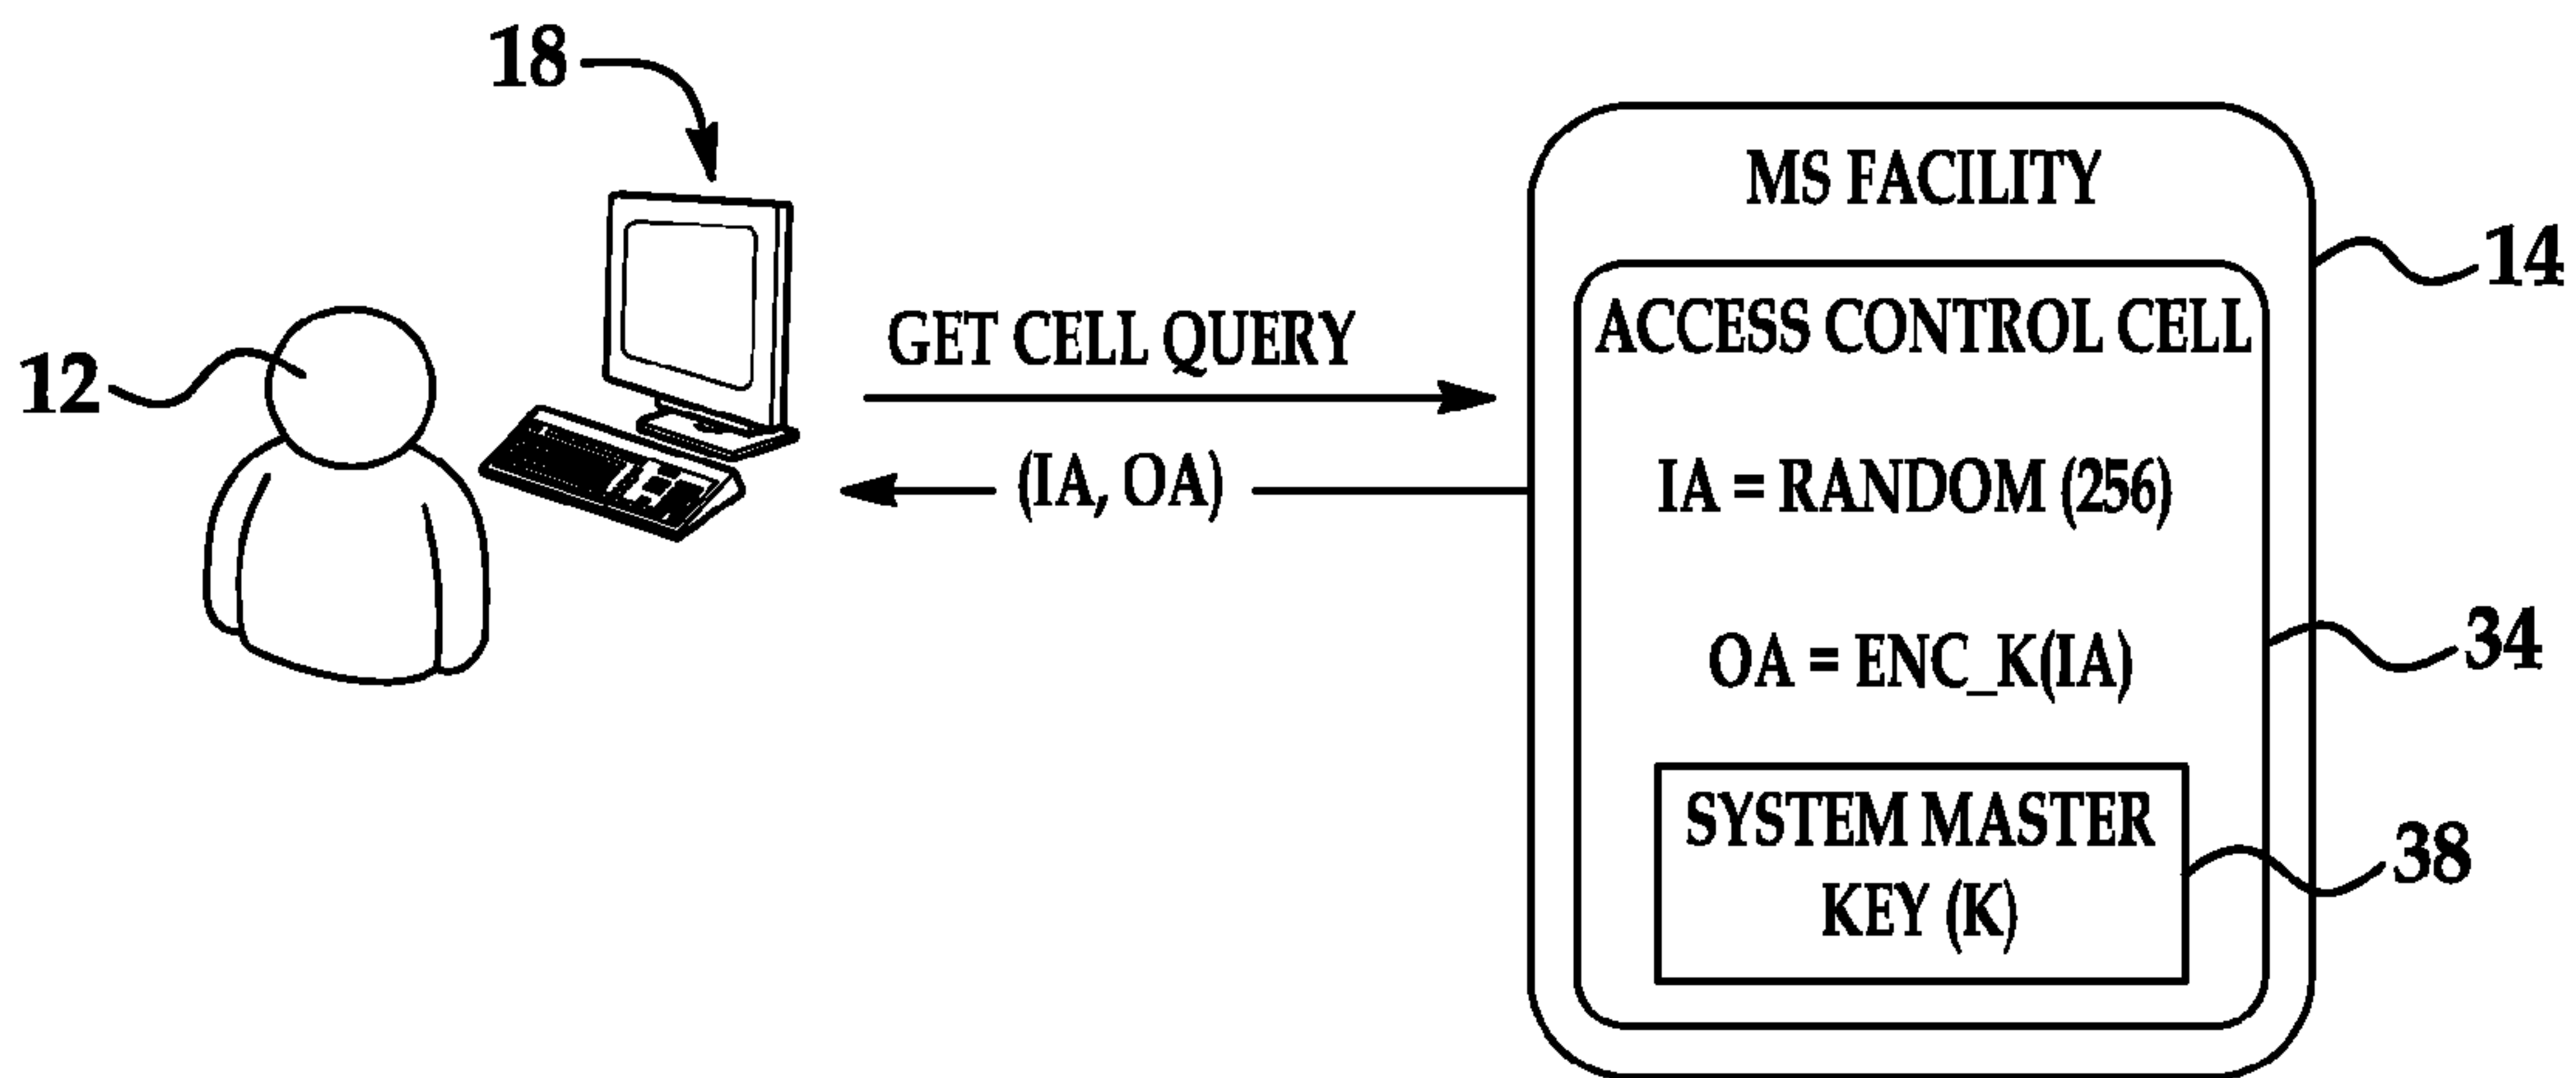 18
12
GET CELL QUERY
(IA, OA)
MS FACILITY
14
ACCESS CONTROL CELL
IA = RANDOM (256)
OA = ENC_K(IA)
34
SYSTEM MASTER
KEY (K)
38